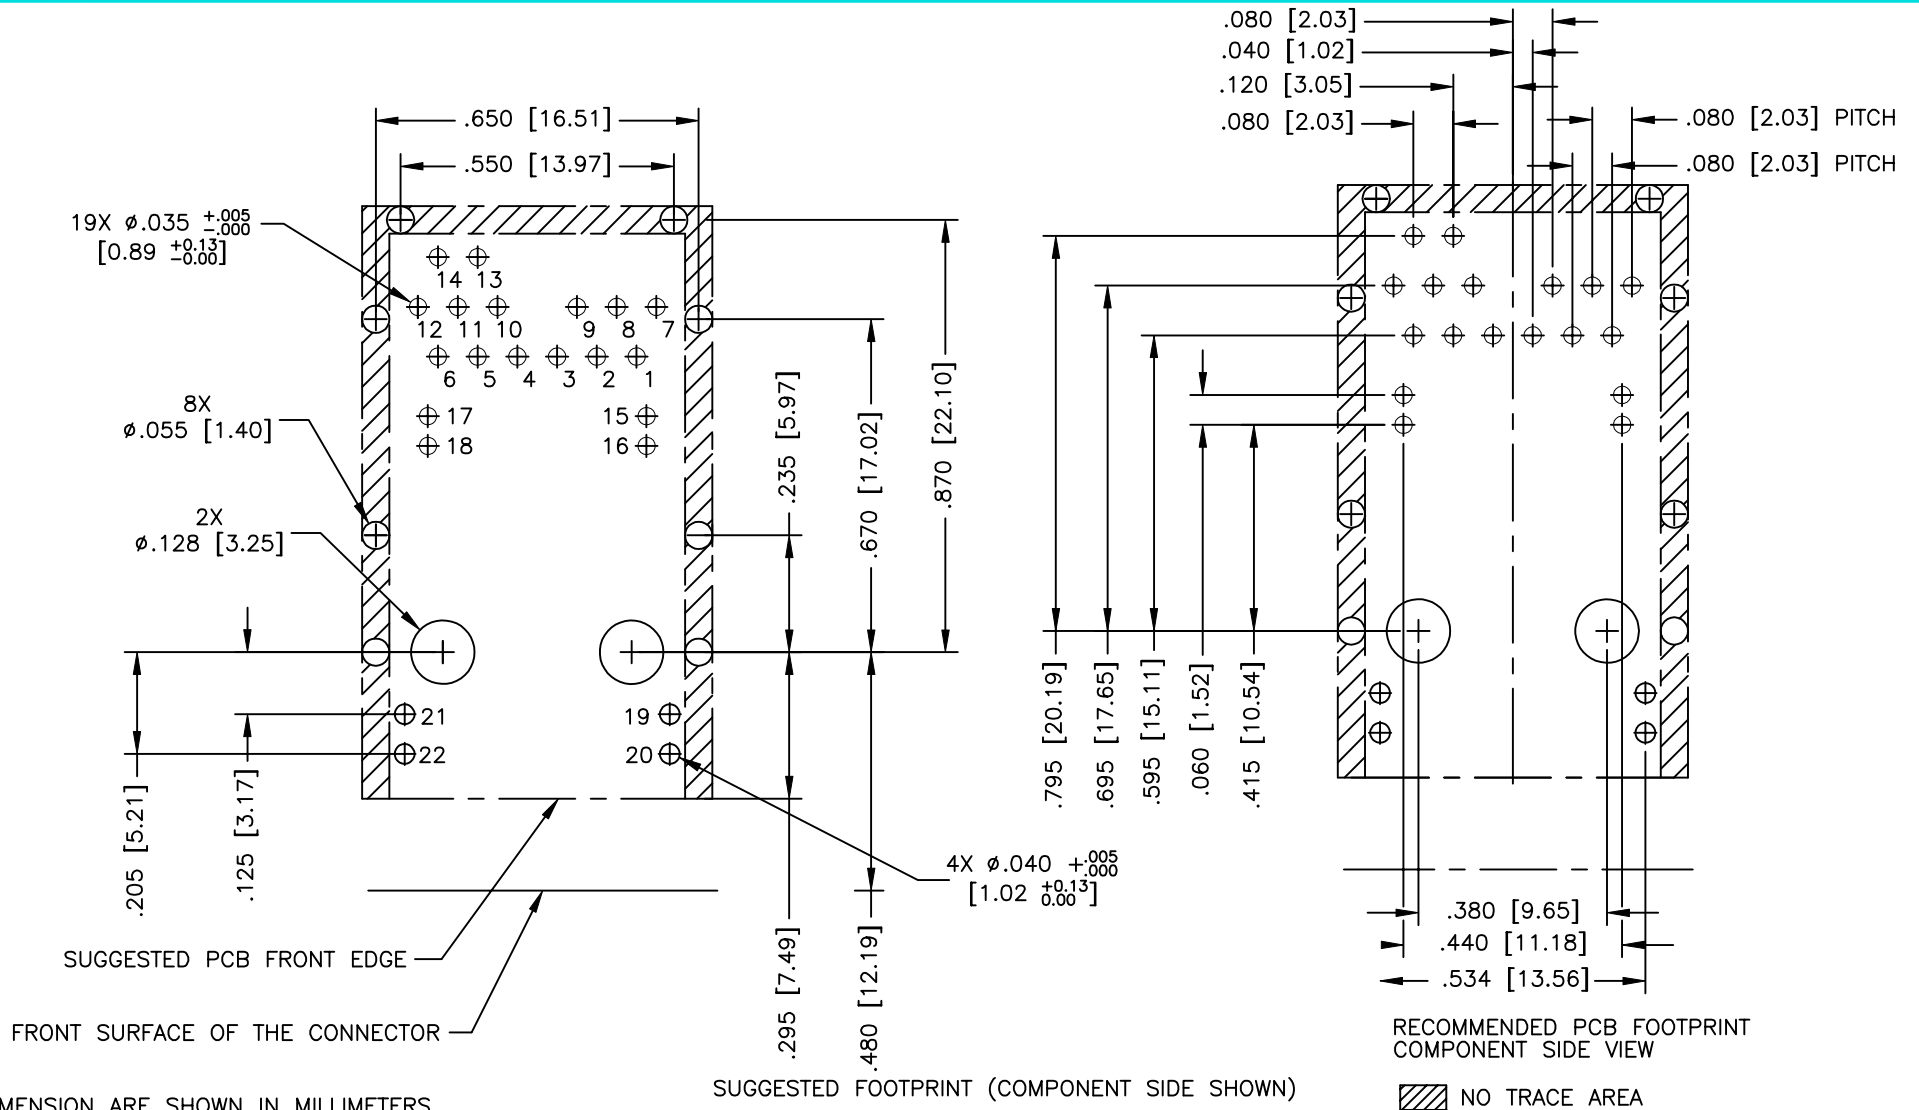 .080 [2.03]
.040 [1.02]
.120 [3.05]
.080 [2.03]
.080 [2.03] PITCH
.080 [2.03] PITCH
.650 [16.51]
.550 [13.97]
19X ø.035 +.005 -.000
[0.89 +0.13 -0.00]
14 13
12 11 10 9 8 7
6 5 4 3 2 1
17 15
18 16
8X
ø.055 [1.40]
2X
ø.128 [3.25]
21 19
22 20
.235 [5.97]
.670 [17.02]
.870 [22.10]
.205 [5.21]
.125 [3.17]
.295 [7.49]
.480 [12.19]
4X ø.040 +.005 .000
[1.02 +0.13 0.00]
SUGGESTED PCB FRONT EDGE
FRONT SURFACE OF THE CONNECTOR
SUGGESTED FOOTPRINT (COMPONENT SIDE SHOWN)
.795 [20.19]
.695 [17.65]
.595 [15.11]
.060 [1.52]
.415 [10.54]
.380 [9.65]
.440 [11.18]
.534 [13.56]
RECOMMENDED PCB FOOTPRINT
COMPONENT SIDE VIEW
NO TRACE AREA
MENSION ARE SHOWN IN MILLIMETERS